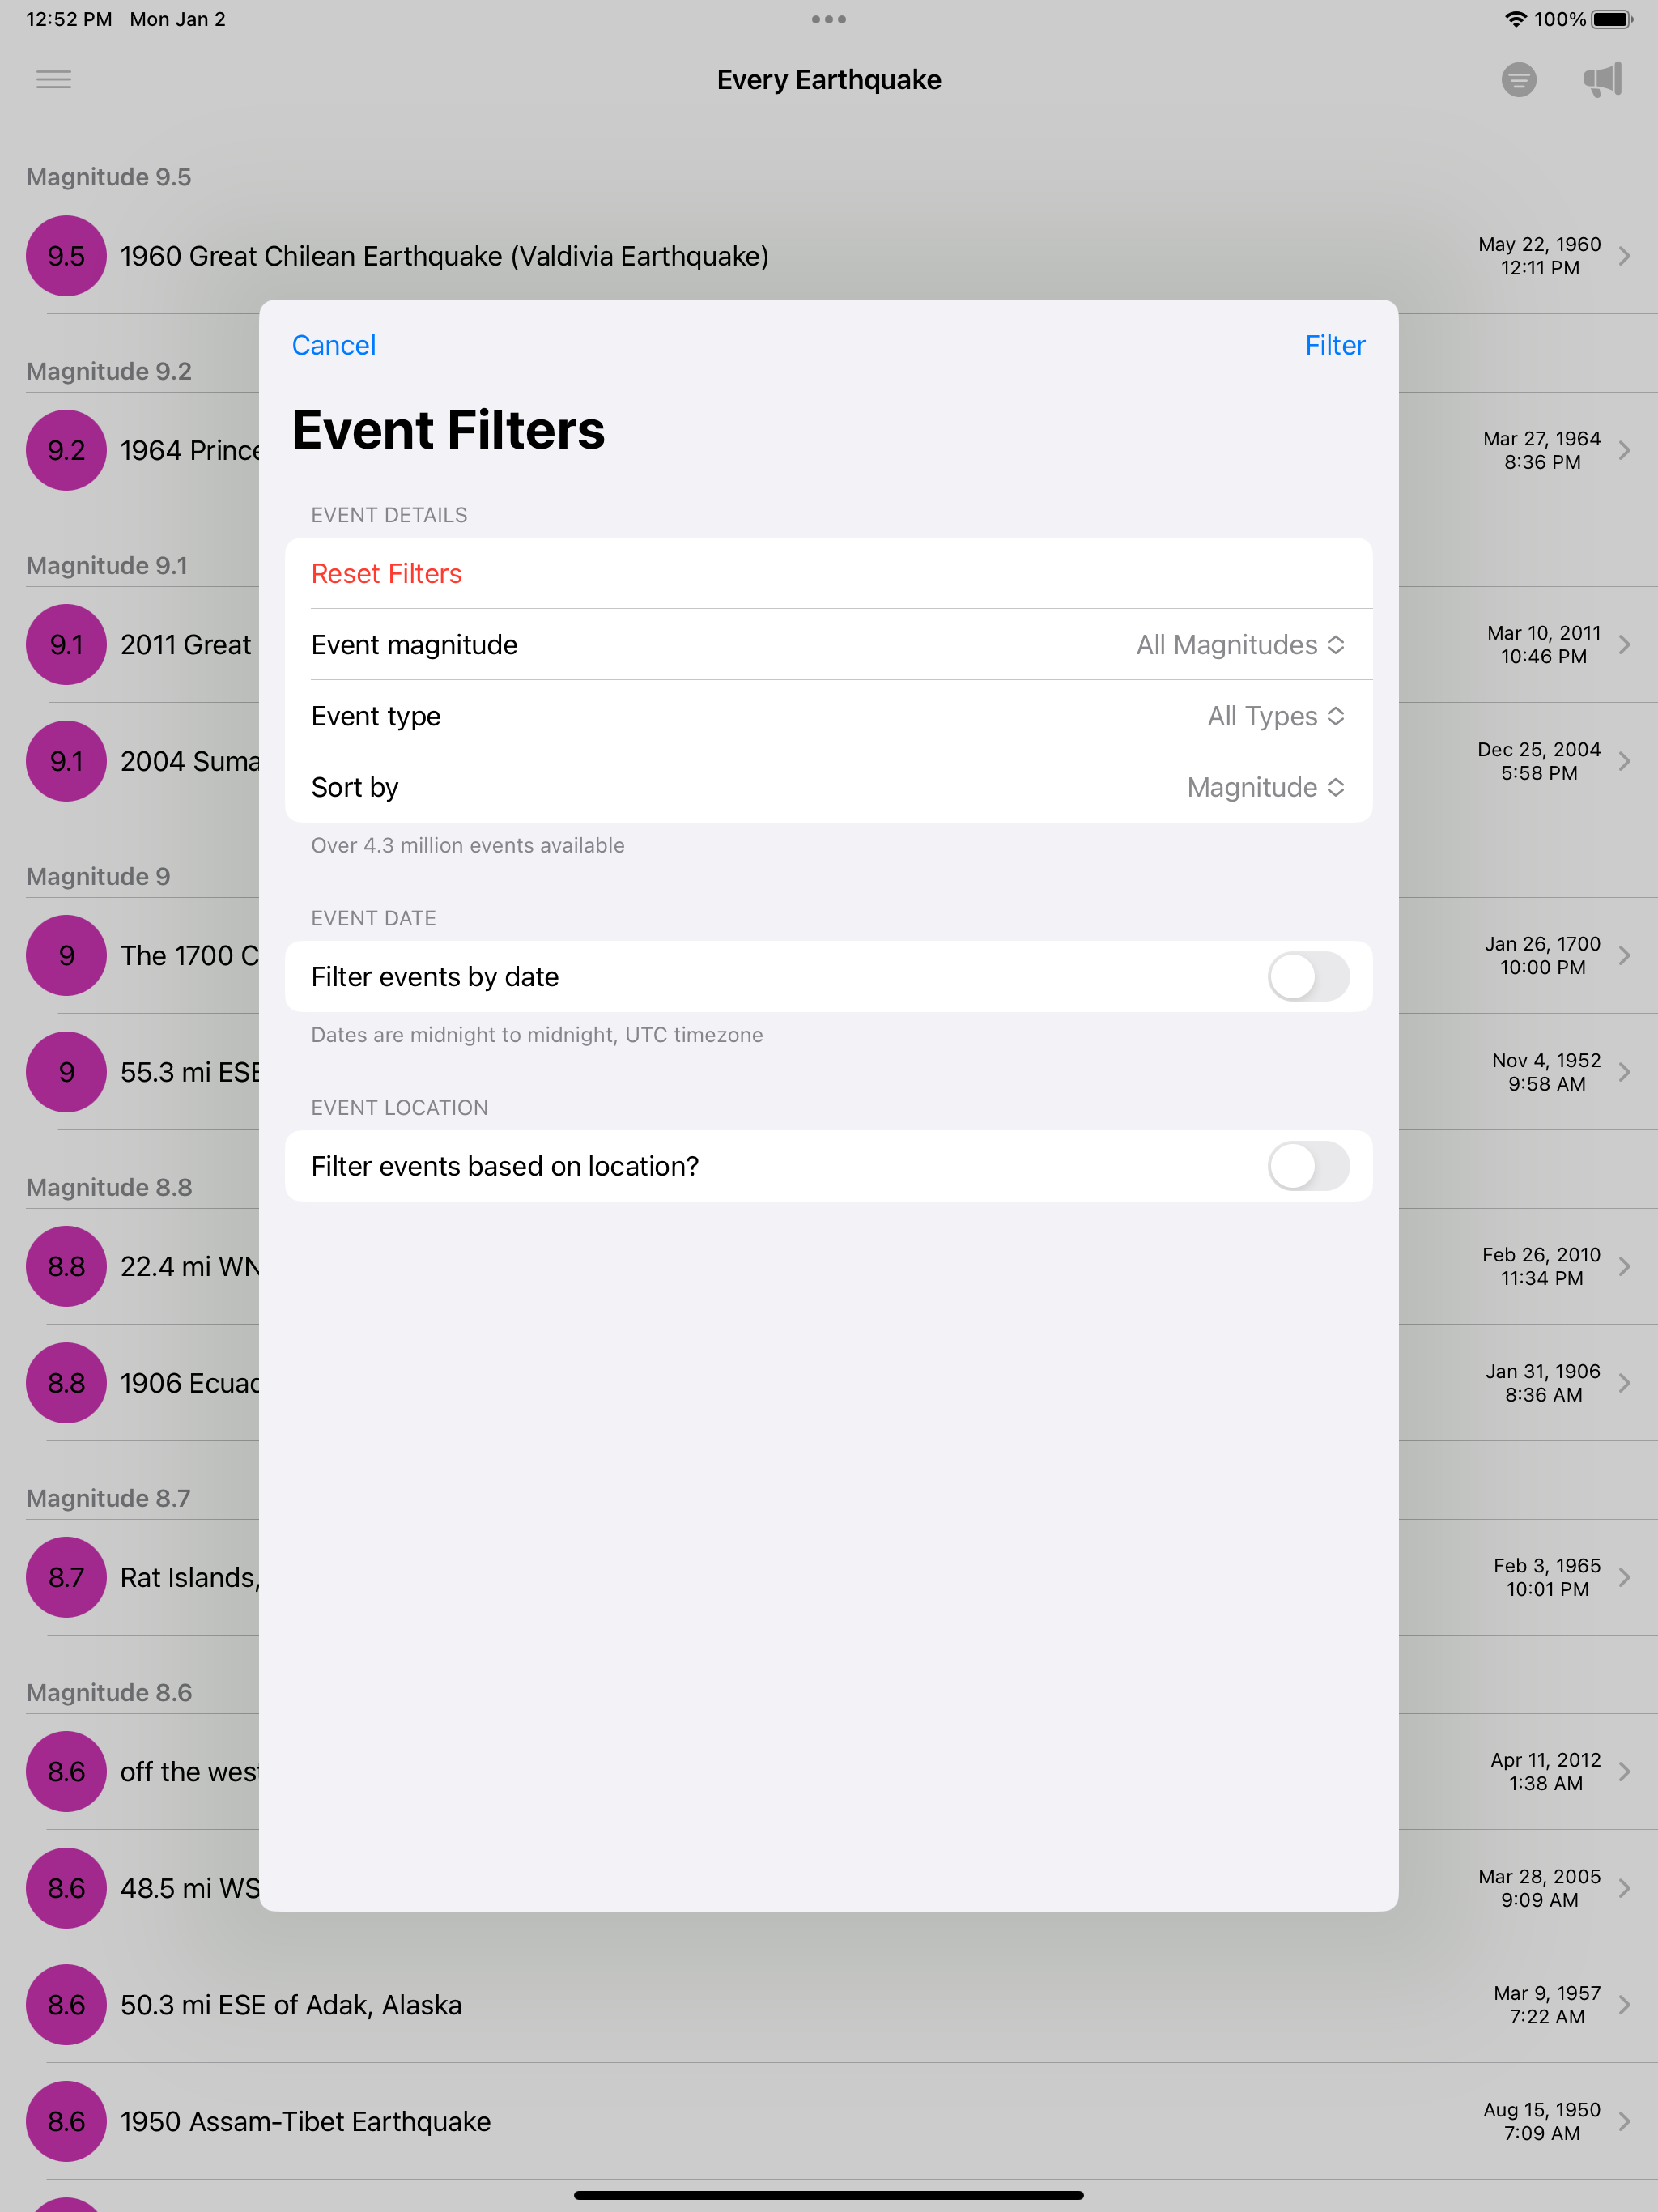 12:52 PM Mon Jan 2
100%
Every Earthquake
Magnitude 9.5
9.5 1960 Great Chilean Earthquake (Valdivia Earthquake) May 22, 1960
12:11 PM
Cancel Filter
Event Filters
EVENT DETAILS
Reset Filters
Event magnitude All Magnitudes
Event type All Types
Sort by Magnitude
Over 4.3 million events available
EVENT DATE
Filter events by date
Dates are midnight to midnight, UTC timezone
EVENT LOCATION
Filter events based on location?
Magnitude 9.2
9.2 1964 Mar 27, 1964
8:36 PM
Magnitude 9.1
9.1 2011 Great Mar 10, 2011
10:46 PM
9.1 2004 Dec 25, 2004
5:58 PM
Magnitude 9
9 The 1700 Jan 26, 1700
10:00 PM
9 55.3 mi ESE Nov 4, 1952
9:58 AM
Magnitude 8.8
8.8 22.4 mi Feb 26, 2010
11:34 PM
8.8 1906 Jan 31, 1906
8:36 AM
Magnitude 8.7
8.7 Rat Islands, Feb 3, 1965
10:01 PM
Magnitude 8.6
8.6 off the west Apr 11, 2012
1:38 AM
8.6 48.5 mi Mar 28, 2005
9:09 AM
8.6 50.3 mi ESE of Adak, Alaska Mar 9, 1957
7:22 AM
8.6 1950 Assam-Tibet Earthquake Aug 15, 1950
7:09 AM